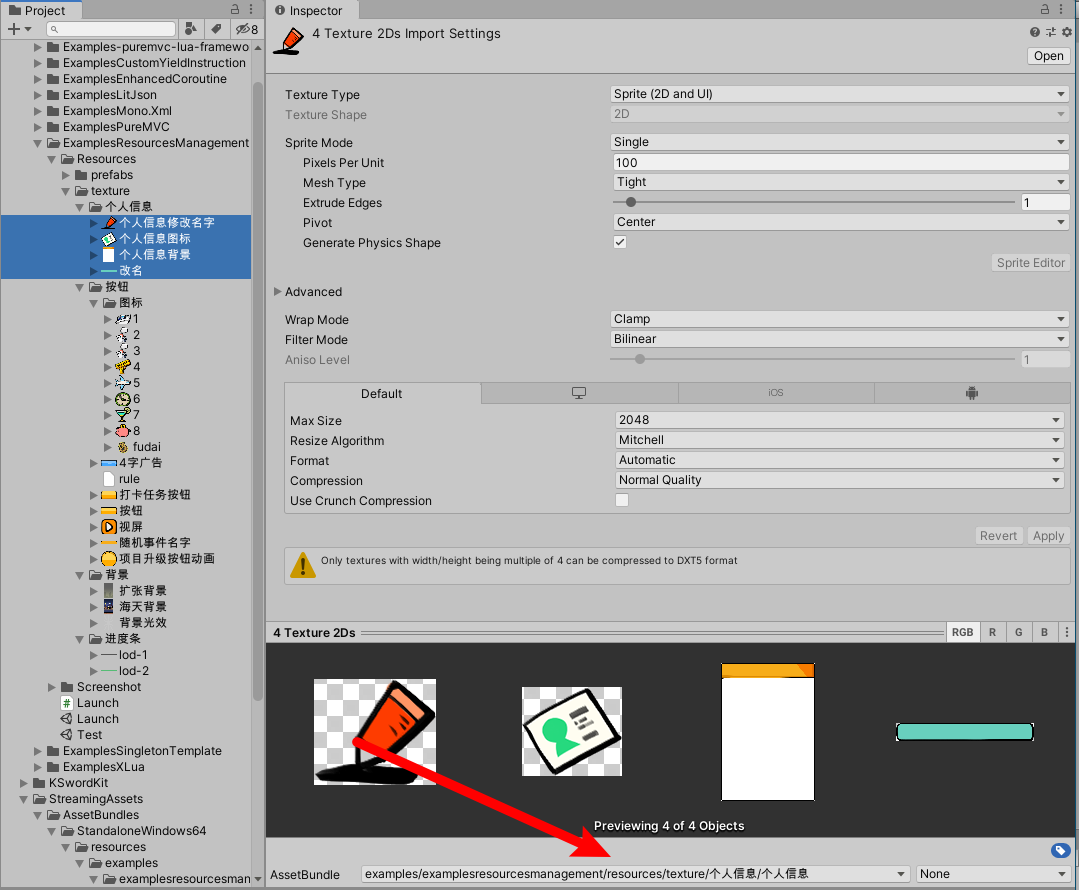 Project
8
Examples-puremvc-lua-framewo
ExamplesCustomYieldInstruction
ExamplesEnhancedCoroutine
ExamplesLitJson
ExamplesMono.Xml
ExamplesPureMVC
ExamplesResourcesManagement
Resources
prefabs
texture
个人信息
个人信息修改名字
个人信息图标
个人信息背景
改名
按钮
图标
1
2
3
4
5
6
7
8
fudai
4字广告
rule
打卡任务按钮
按钮
视屏
随机事件名字
项目升级按钮动画
背景
扩张背景
海天背景
背景光效
进度条
lod-1
lod-2
Screenshot
Launch
Launch
Test
ExamplesSingletonTemplate
ExamplesXLua
KSwordKit
StreamingAssets
AssetBundles
StandaloneWindows64
resources
examples
examplesresourcesman
Inspector
4 Texture 2Ds Import Settings
Open
Texture Type Sprite (2D and UI)
Texture Shape 2D
Sprite Mode Single
Pixels Per Unit 100
Mesh Type Tight
Extrude Edges 1
Pivot Center
Generate Physics Shape
Sprite Editor
Advanced
Wrap Mode Clamp
Filter Mode Bilinear
Aniso Level 1
Default iOS
Max Size 2048
Resize Algorithm Mitchell
Format Automatic
Compression Normal Quality
Use Crunch Compression
Revert Apply
Only textures with width/height being multiple of 4 can be compressed to DXT5 format
4 Texture 2Ds RGB R G B
Previewing 4 of 4 Objects
AssetBundle examples/examplesresourcesmanagement/resources/texture/个人信息/个人信息 None